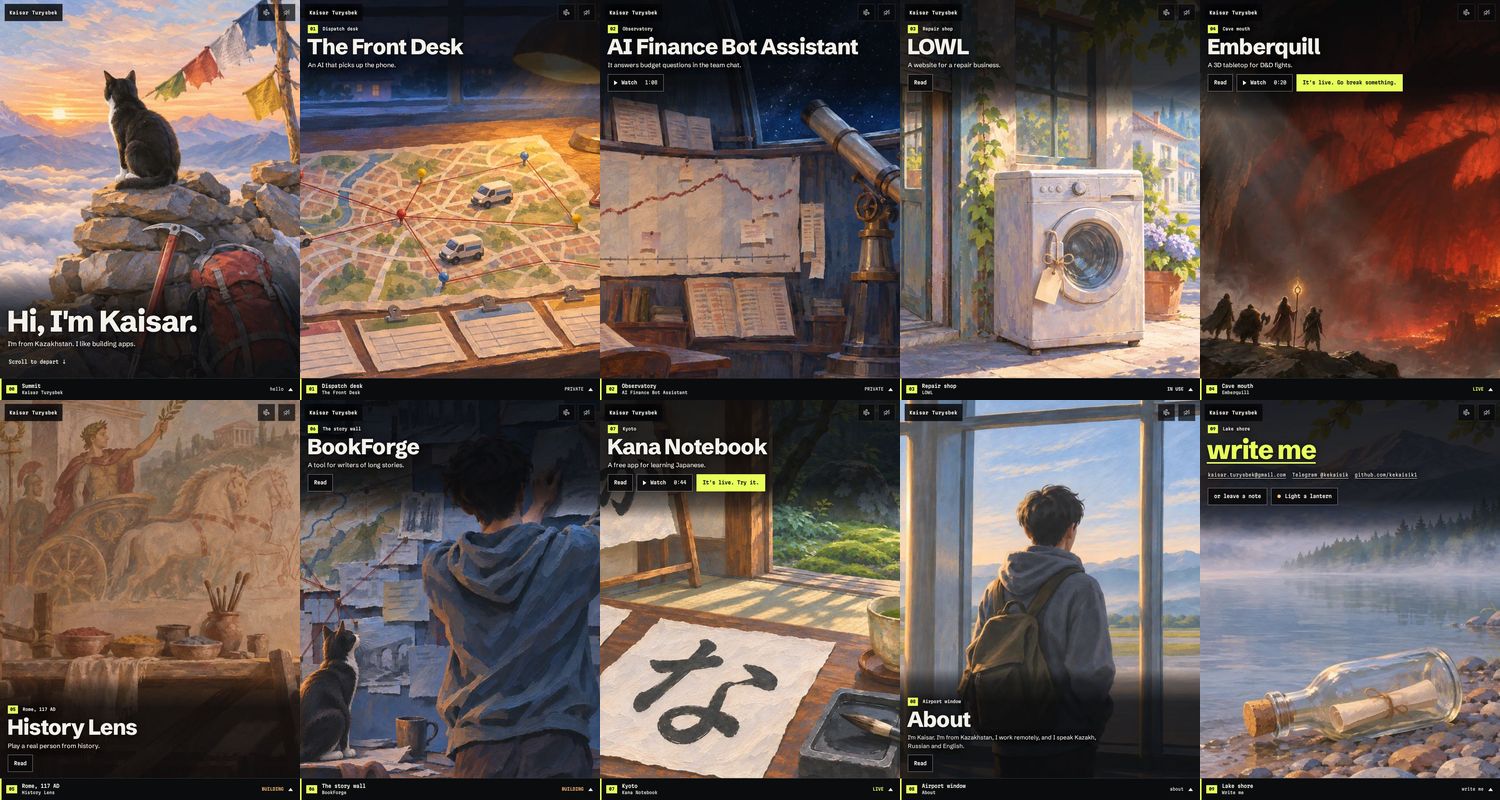 Kaisar Turysbek
Hi, I'm Kaisar.
I'm from Kazakhstan. I like building apps.
Scroll to depart ↓
00 Summit
Kaisar Turysbek
hello
Kaisar Turysbek
01 Dispatch desk
The Front Desk
An AI that picks up the phone.
01 Dispatch desk
The Front Desk
PRIVATE
Kaisar Turysbek
02 Observatory
AI Finance Bot Assistant
It answers budget questions in the team chat.
Watch 1:08
02 Observatory
AI Finance Bot Assistant
PRIVATE
Kaisar Turysbek
03 Repair shop
LOWL
A website for a repair business.
Read
03 Repair shop
LOWL
IN USE
Kaisar Turysbek
04 Cave mouth
Emberquill
A 3D tabletop for D&D fights.
Read
Watch 0:20
It's live. Go break something.
04 Cave mouth
Emberquill
LIVE
Kaisar Turysbek
05 Rome, 117 AD
History Lens
Play a real person from history.
Read
05 Rome, 117 AD
History Lens
BUILDING
Kaisar Turysbek
06 The story wall
BookForge
A tool for writers of long stories.
Read
06 The story wall
BookForge
BUILDING
Kaisar Turysbek
07 Kyoto
Kana Notebook
A free app for learning Japanese.
Read
Watch 0:44
It's live. Try it.
な
07 Kyoto
Kana Notebook
LIVE
Kaisar Turysbek
08 Airport window
About
I'm Kaisar. I'm from Kazakhstan, I work remotely, and I speak Kazakh,
Russian and English.
Read
08 Airport window
About
about
Kaisar Turysbek
09 Lake shore
write me
kaisar.turysbek@gmail.com Telegram @kekaisik github.com/kekaisik1
or leave a note
Light a lantern
09 Lake shore
Write me
write me